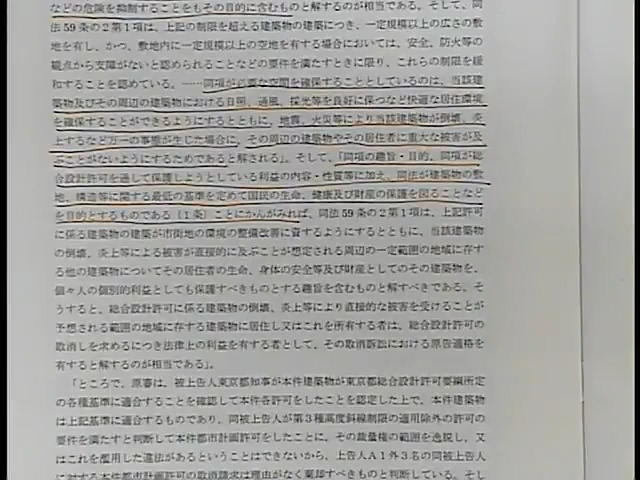 などの危険を抑制することをもその目的に含むものと解するのが相当である。そして、同
法59条の2第1項は、上記の制限を超える建築物の建築につき、一定規模以上の広さの敷
地を有し、かつ、敷地内に一定規模以上の空地を有する場合においては、安全、防火等の
観点から支障がないと認められることなどの要件を満たすときに限り、これらの制限を緩
和することを認めている。……同項が必要な空間を確保することとしているのは、当該建
築物及びその周辺の建築物における日照、通風、採光等を良好に保つなど快適な居住環境
を確保することができるようにするとともに、地震、火災等により当該建築物が倒壊、炎
上するなど万一の事態が生じた場合に、その周辺の建築物やその居住者に重大な被害が及
ぶことがないようにするためであると解される」。そして、「同項の趣旨・目的、同項が総
合設計許可を通して保護しようとしている利益の内容・性質等に加え、同法が建築物の敷
地、構造等に関する最低の基準を定めて国民の生命、健康及び財産の保護を図ることなど
を目的とするものである（1条）ことにかんがみれば、同法59条の2第1項は、上記許可
に係る建築物の建築が市街地の環境の整備改善に資するようにするとともに、当該建築物
の倒壊、炎上等による被害が直接的に及ぶことが想定される周辺の一定範囲の地域に存す
る他の建築物についてその居住者の生命、身体の安全等及び財産としてのその建築物を、
個々人の個別的利益としても保護すべきものとする趣旨を含むものと解すべきである。そ
うすると、総合設計許可に係る建築物の倒壊、炎上等により直接的な被害を受けることが
予想される範囲の地域に存する建築物に居住し又はこれを所有する者は、総合設計許可の
取消しを求めるにつき法律上の利益を有する者として、その取消訴訟における原告適格を
有すると解するのが相当である」。
「ところで、原審は、被上告人東京都知事が本件建築物が東京都総合設計許可要綱所定
の各種基準に適合することを確認して本件各許可をしたことを認定した上で、本件建築物
は上記基準に適合するものであり、同被上告人が第3種高度斜線制限の適用除外の許可の
要件を満たすと判断して本件都市計画許可をしたことに、その裁量権の範囲を逸脱し、又
はこれを濫用した違法があるということはできないから、上告人A1外3名の同被上告人
に対する本件都市計画許可の取消請求は理由がなく棄却すべきものと判断している。そし